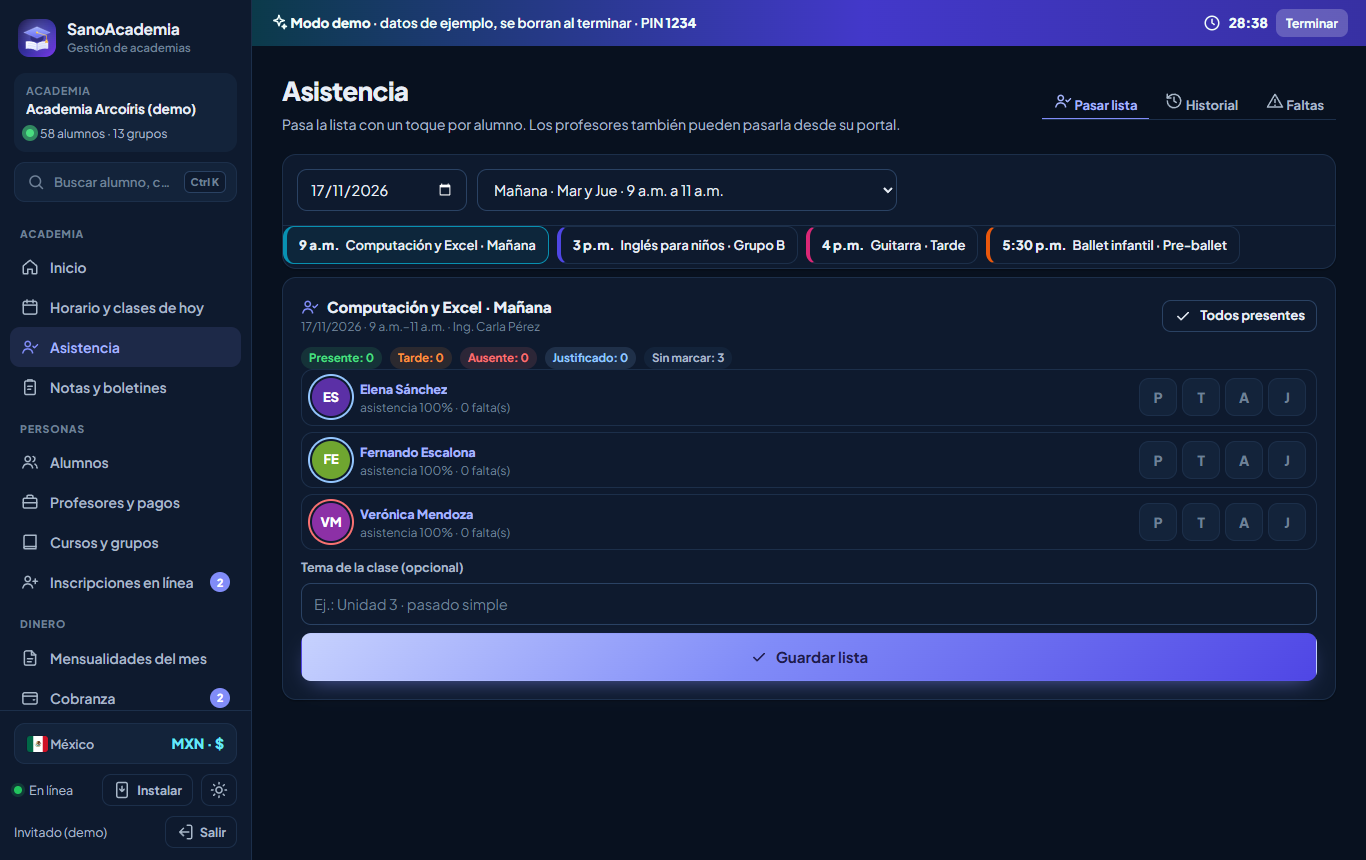 SanoAcademia
Gestión de academias
ACADEMIA
Academia Arcoíris (demo)
58 alumnos · 13 grupos
Buscar alumno, c... Ctrl K
ACADEMIA
Inicio
Horario y clases de hoy
Asistencia
Notas y boletines
PERSONAS
Alumnos
Profesores y pagos
Cursos y grupos
Inscripciones en línea 2
DINERO
Mensualidades del mes
Cobranza 2
México MXN · $
En línea Instalar
Invitado (demo) Salir
Modo demo · datos de ejemplo, se borran al terminar · PIN 1234 28:38 Terminar
Asistencia
Pasa la lista con un toque por alumno. Los profesores también pueden pasarla desde su portal.
Pasar lista Historial Faltas
17/11/2026 Mañana · Mar y Jue · 9 a.m. a 11 a.m.
9 a.m. Computación y Excel · Mañana 3 p.m. Inglés para niños · Grupo B 4 p.m. Guitarra · Tarde 5:30 p.m. Ballet infantil · Pre-ballet
Computación y Excel · Mañana
17/11/2026 · 9 a.m.–11 a.m. · Ing. Carla Pérez
Todos presentes
Presente: 0 Tarde: 0 Ausente: 0 Justificado: 0 Sin marcar: 3
ES Elena Sánchez
asistencia 100% · 0 falta(s)
P T A J
FE Fernando Escalona
asistencia 100% · 0 falta(s)
P T A J
VM Verónica Mendoza
asistencia 100% · 0 falta(s)
P T A J
Tema de la clase (opcional)
Ej.: Unidad 3 · pasado simple
Guardar lista